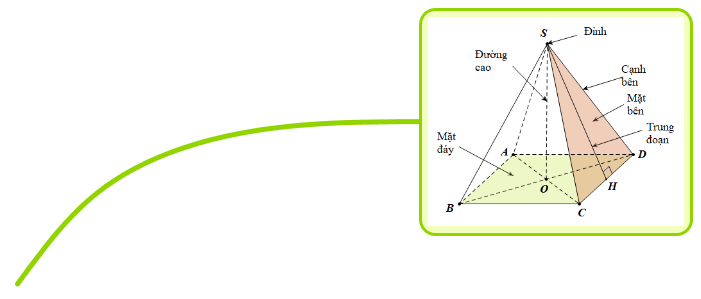 S
Đỉnh
Đường
cao
Cạnh
bên
Mặt
bên
Mặt
đáy
Trung
đoạn
A
D
O
H
B
C